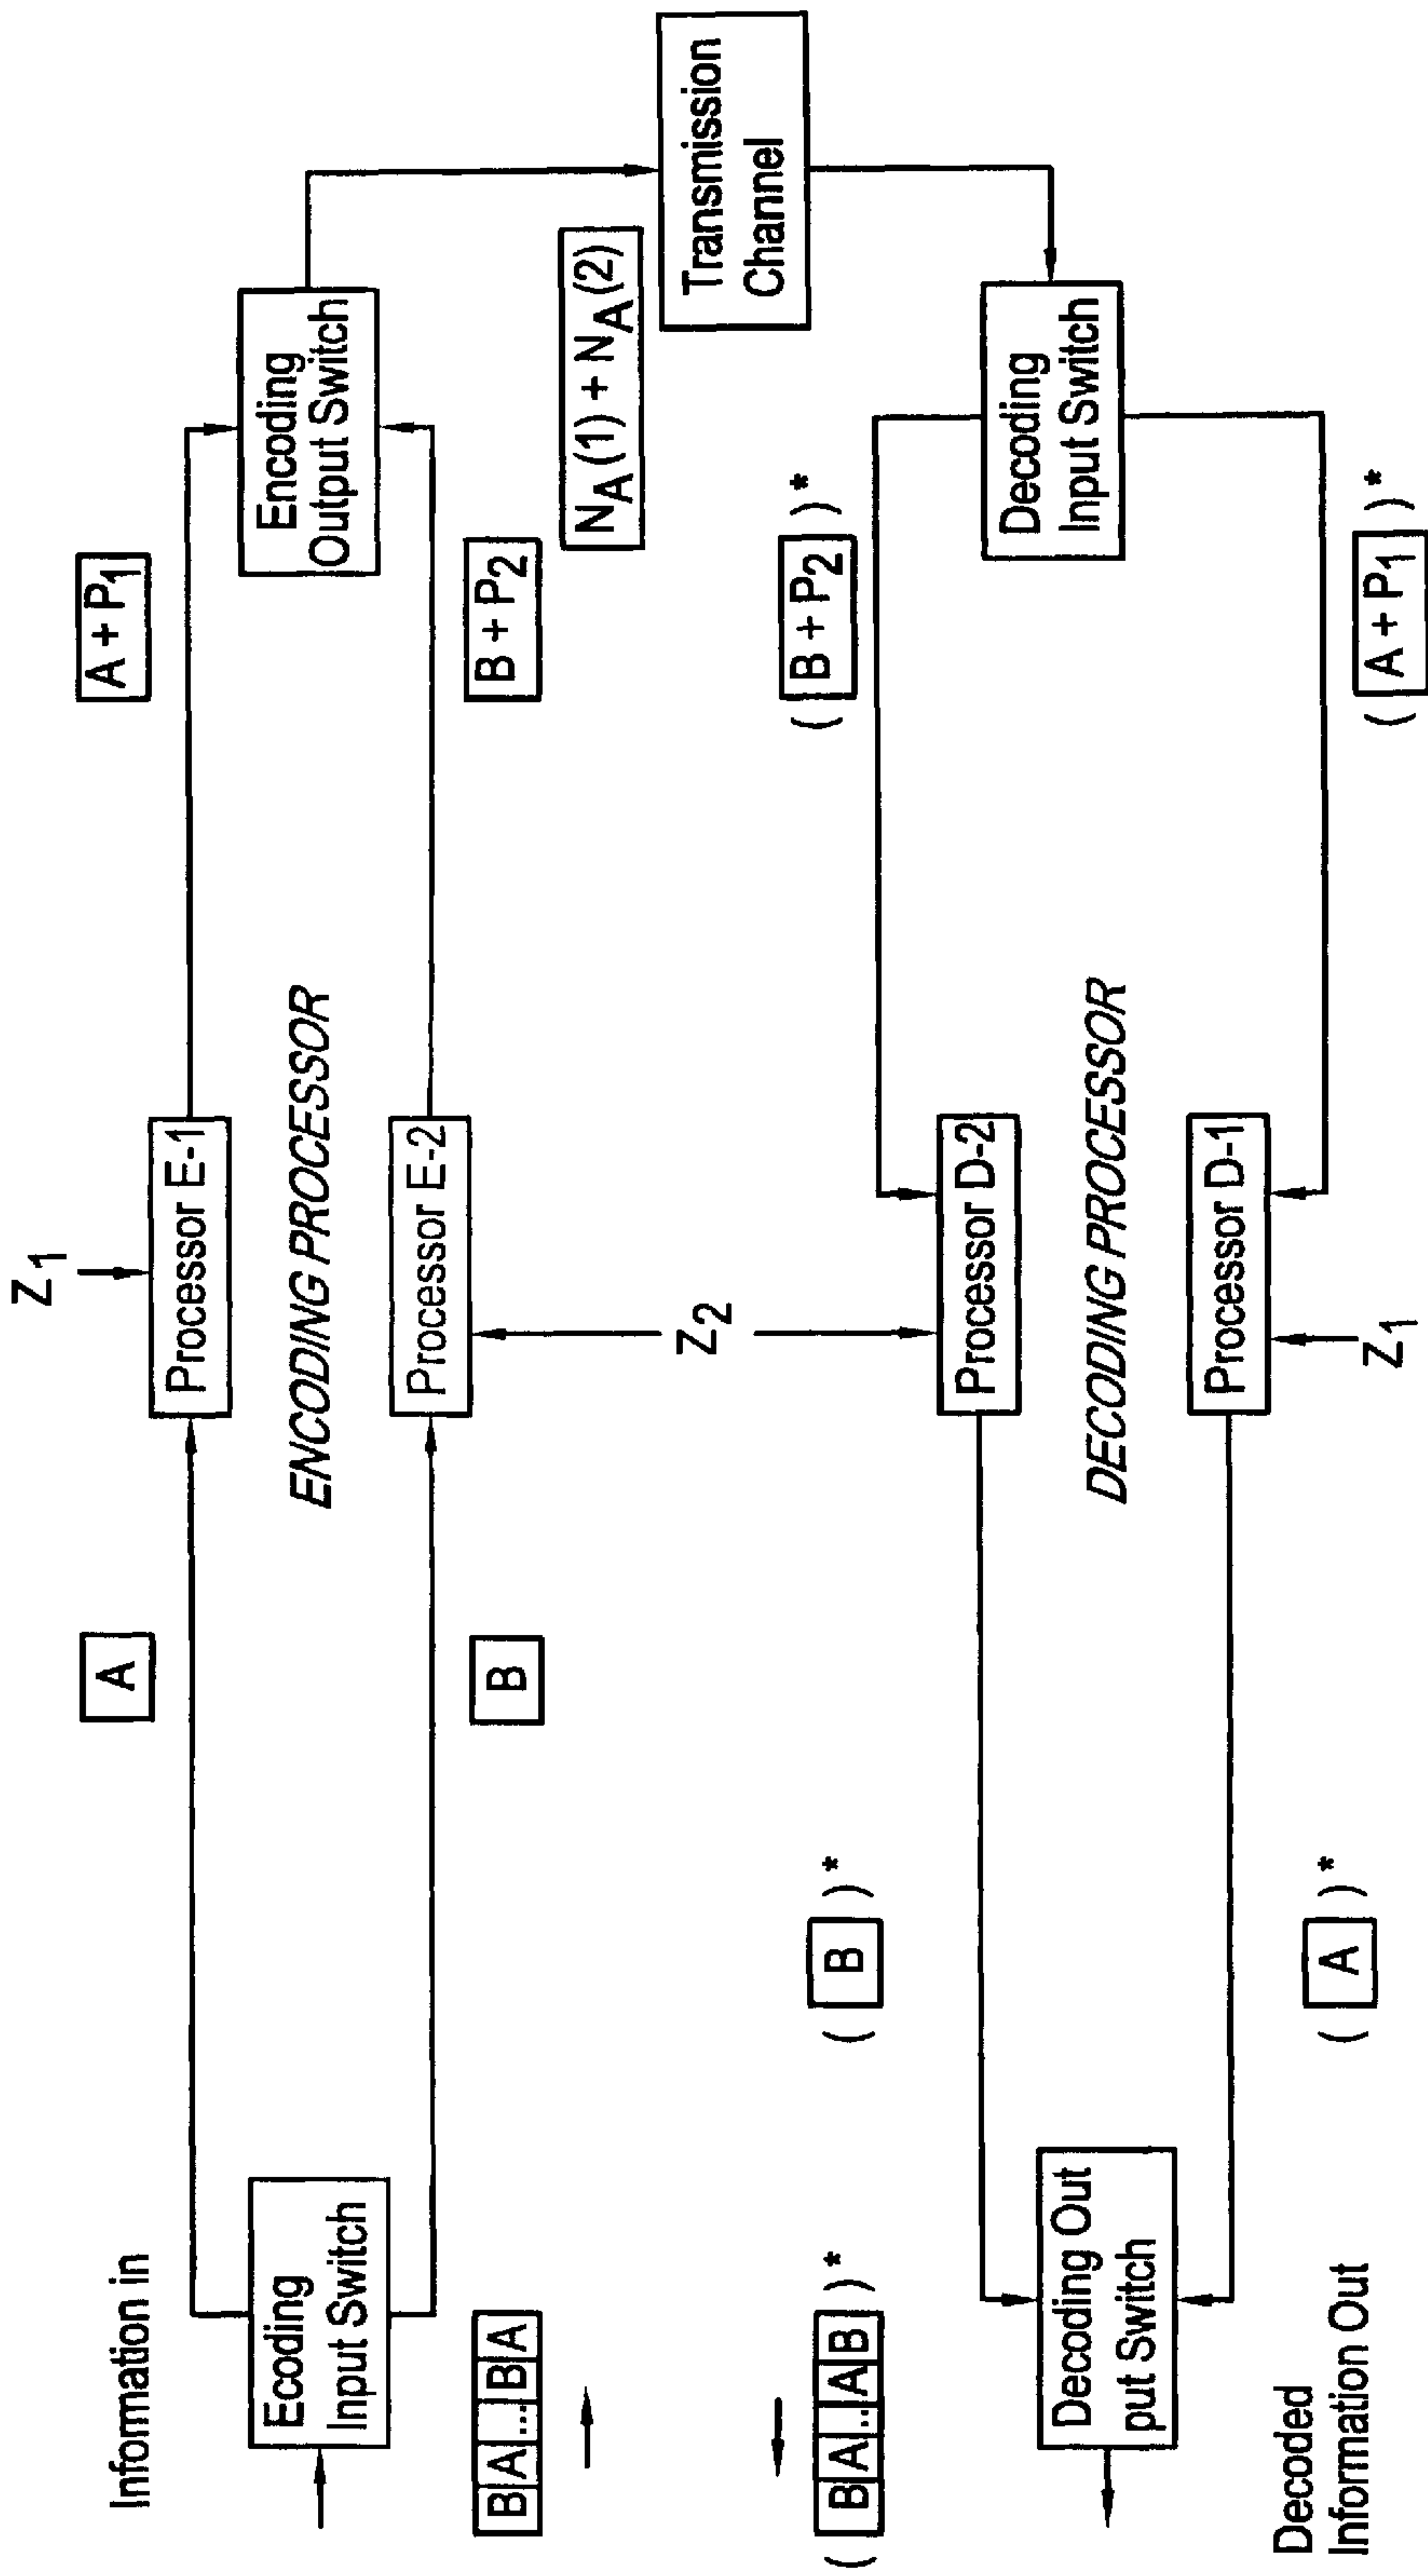 Z1
Infomation in
A
A + P1
Processor E-1
Ecoding
Input Switch
ENCODING PROCESSOR
Encoding
Output Switch
Processor E-2
B A ... B A
B
B + P2
NA(1) + NA(2)
Z2
Transmission
Channel
( B A .. A B )*
( B )*
( B + P2 )*
Processor D-2
Decoding Out
put Switch
DECODING PROCESSOR
Decoding
Input Switch
Processor D-1
Decoded
Information Out
( A )*
Z1
( A + P1 )*